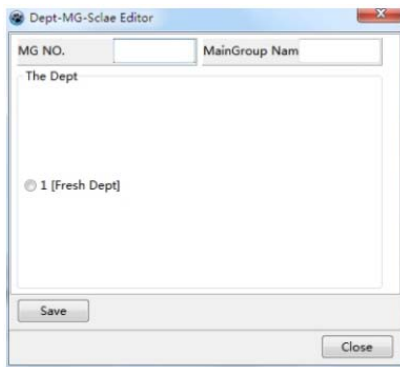 Dept-MG-Sclae Editor
MG NO. MainGroup Nam
The Dept
1 [Fresh Dept]
Save
Close